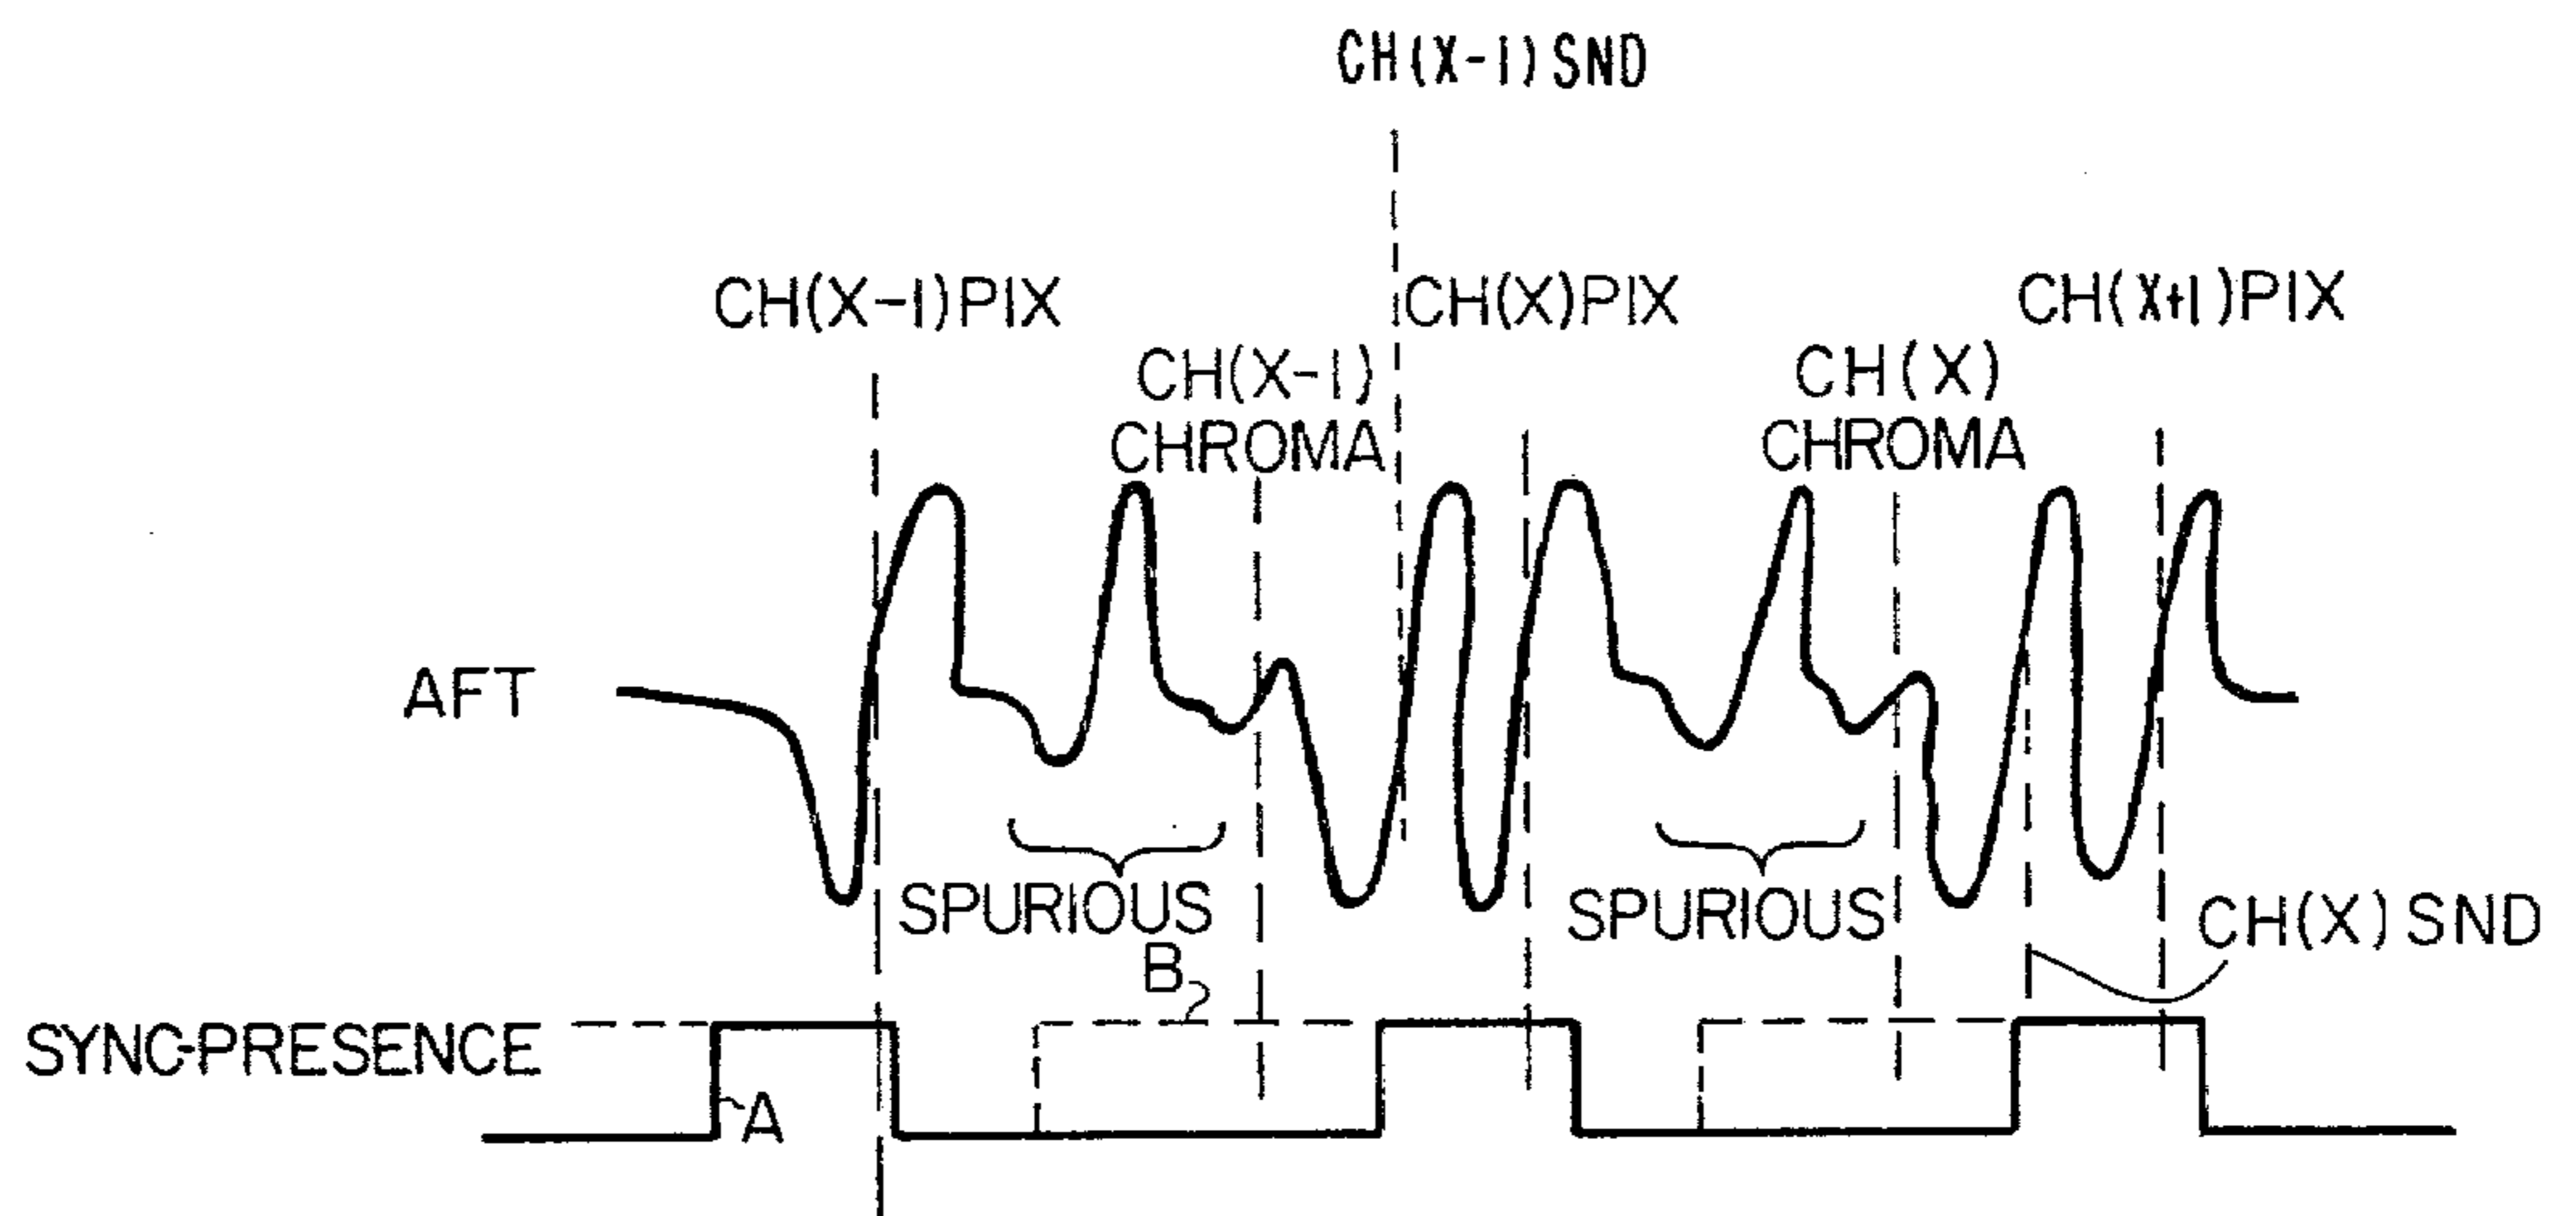 CH(X-1)SND
CH(X-1)PIX
CH(X)PIX
CH(X+1)PIX
CH(X-1)
CHROMA
CH(X)
CHROMA
AFT
SPURIOUS
SPURIOUS
CH(X)SND
B
SYNC-PRESENCE
A